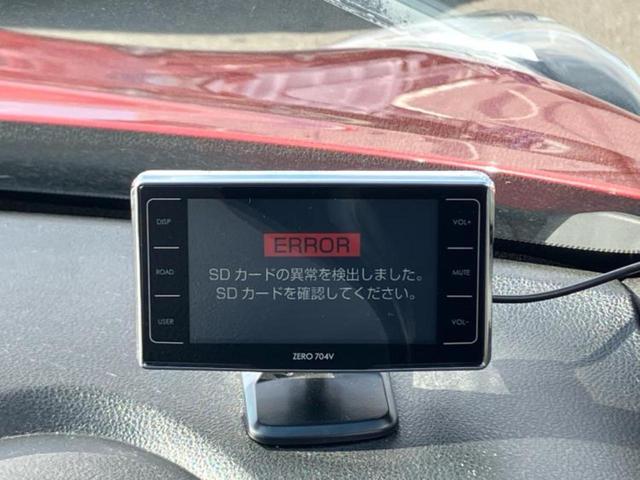 ERROR
SDカードの異常を検出しました。
SDカードを確認してください。
DISP
ROAD
USER
VOL+
MUTE
VOL-
ZERO 704V